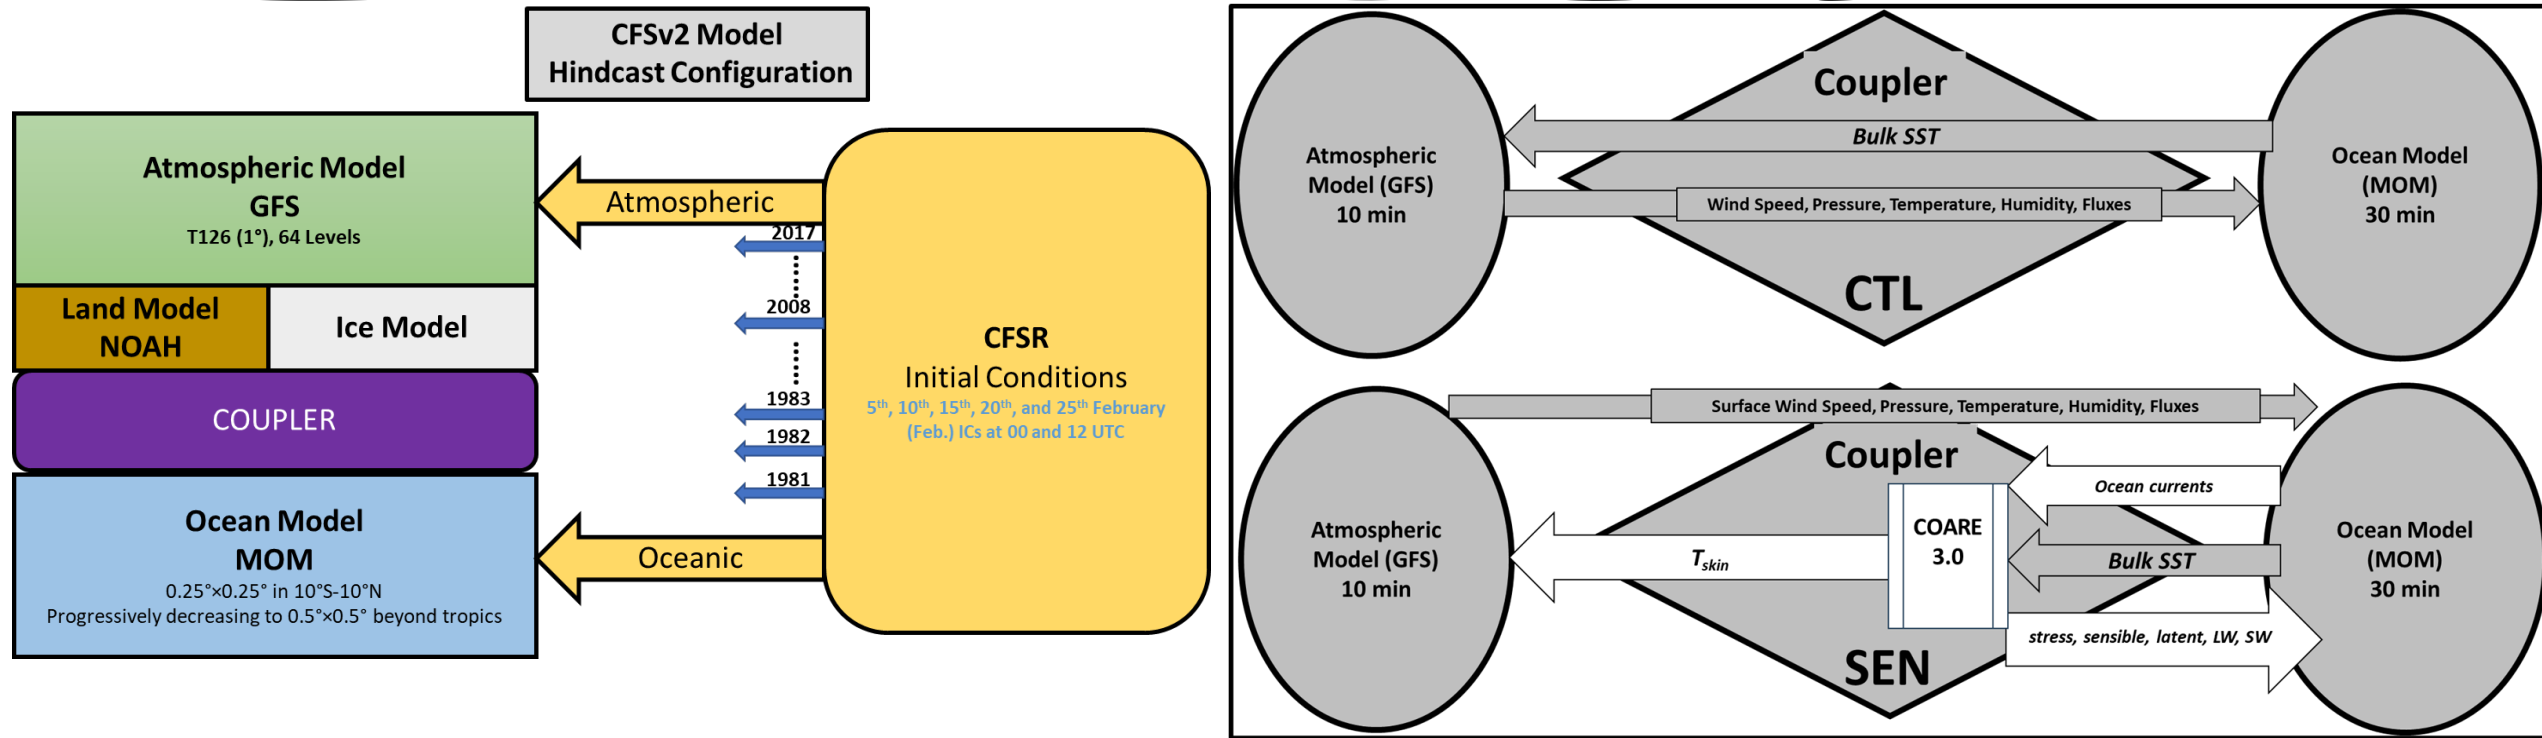 CFSv2 Model
Hindcast Configuration
Atmospheric Model
GFS
T126 (1°), 64 Levels
Land Model
NOAH
Ice Model
COUPLER
Ocean Model
MOM
0.25°×0.25° in 10°S-10°N
Progressively decreasing to 0.5°×0.5° beyond tropics
Atmospheric
2017
2008
1983
1982
1981
Oceanic
CFSR
Initial Conditions
5th, 10th, 15th, 20th, and 25th February
(Feb.) ICs at 00 and 12 UTC
Atmospheric
Model (GFS)
10 min
Coupler
Bulk SST
Wind Speed, Pressure, Temperature, Humidity, Fluxes
CTL
Ocean Model
(MOM)
30 min
Surface Wind Speed, Pressure, Temperature, Humidity, Fluxes
Atmospheric
Model (GFS)
10 min
Coupler
Tskin
COARE
3.0
Ocean currents
Bulk SST
stress, sensible, latent, LW, SW
SEN
Ocean Model
(MOM)
30 min